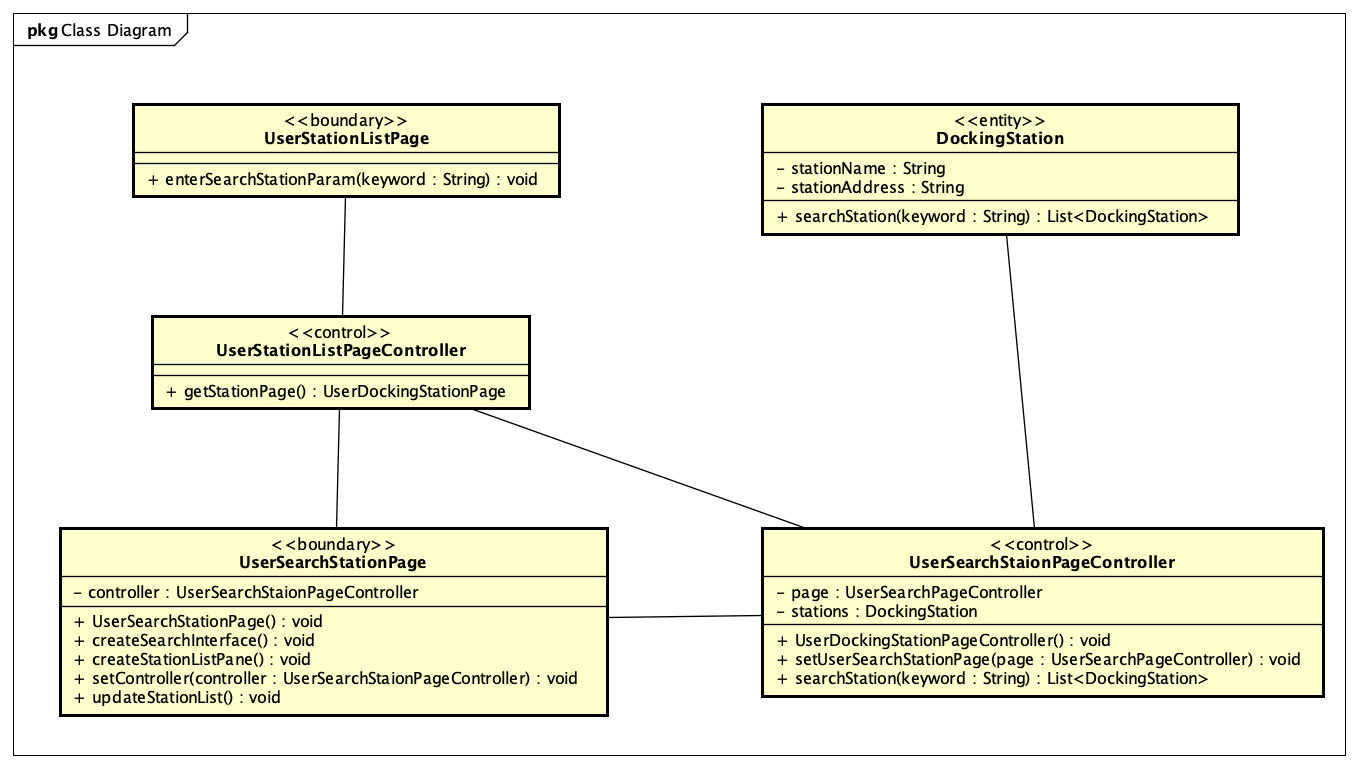 pkg Class Diagram
<<boundary>>
UserStationListPage
+ enterSearchStationParam(keyword : String) : void
<<entity>>
DockingStation
- stationName : String
- stationAddress : String
+ searchStation(keyword : String) : List<DockingStation>
<<control>>
UserStationListPageController
+ getStationPage() : UserDockingStationPage
<<boundary>>
UserSearchStationPage
- controller : UserSearchStaionPageController
+ UserSearchStationPage() : void
+ createSearchInterface() : void
+ createStationListPane() : void
+ setController(controller : UserSearchStaionPageController) : void
+ updateStationList() : void
<<control>>
UserSearchStaionPageController
- page : UserSearchPageController
- stations : DockingStation
+ UserDockingStationPageController() : void
+ setUserSearchStationPage(page : UserSearchPageController) : void
+ searchStation(keyword : String) : List<DockingStation>